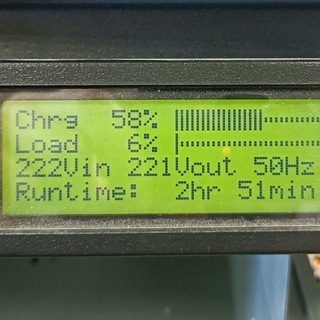 Chrg 58%
Load 6%
222Vin 221Vout 50Hz
Runtime: 2hr 51min